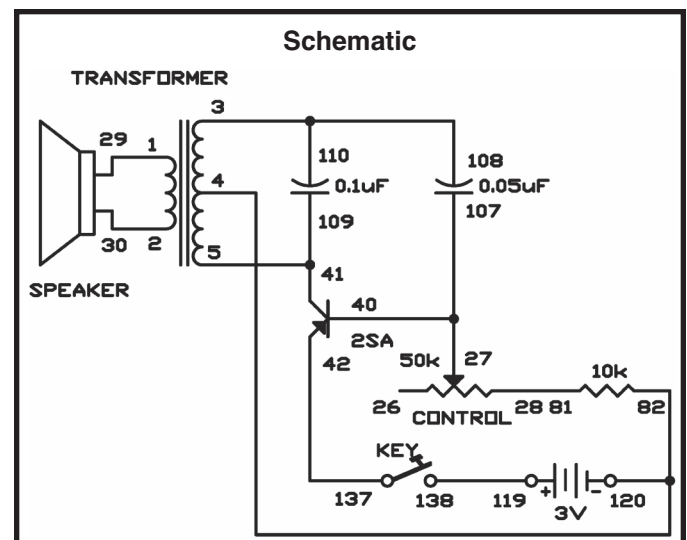 Schematic
TRANSFORMER
3
29 1
110 108
4 0.1uF 0.05uF
109 107
30 2 5
41
SPEAKER
40
2SA
42 50k 27
10k
26 28 81 82
CONTROL
KEY
137 138 119 + - 120
3V